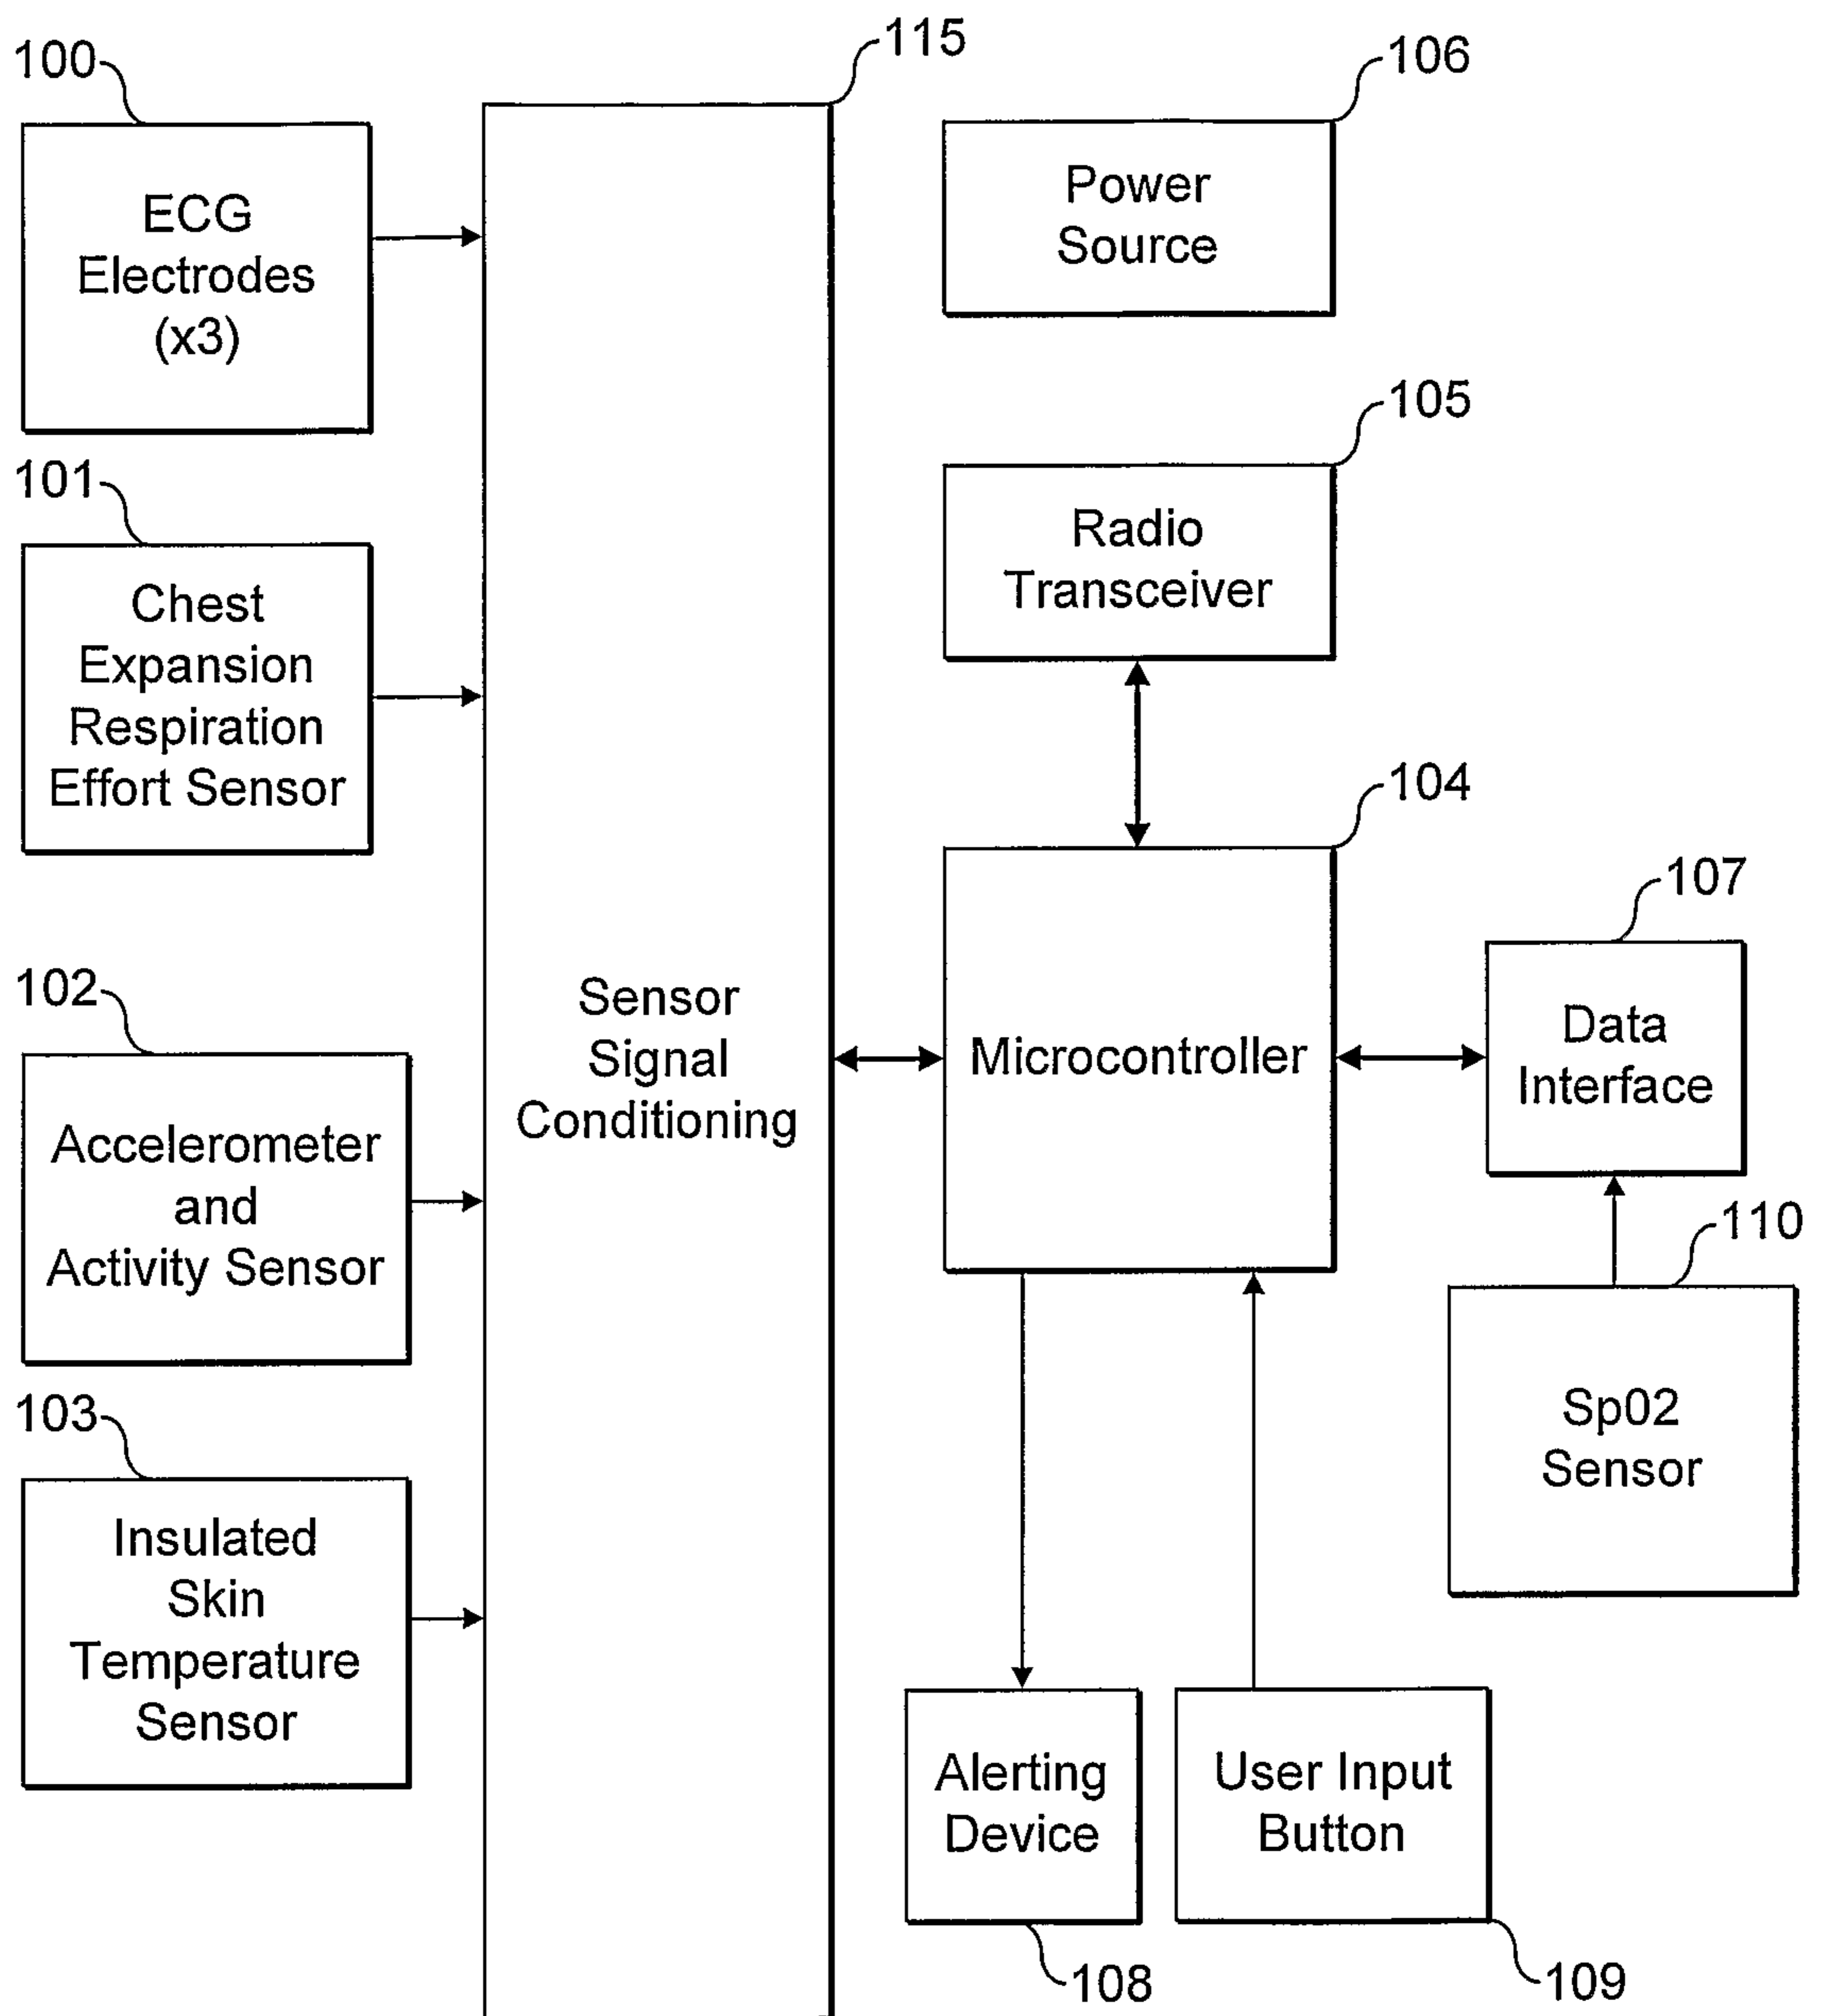 100
ECG
Electrodes
(x3)
101
Chest
Expansion
Respiration
Effort Sensor
102
Accelerometer
and
Activity Sensor
103
Insulated
Skin
Temperature
Sensor
115
Sensor
Signal
Conditioning
106
Power
Source
105
Radio
Transceiver
104
Microcontroller
107
Data
Interface
110
Sp02
Sensor
Alerting
Device
108
User Input
Button
109